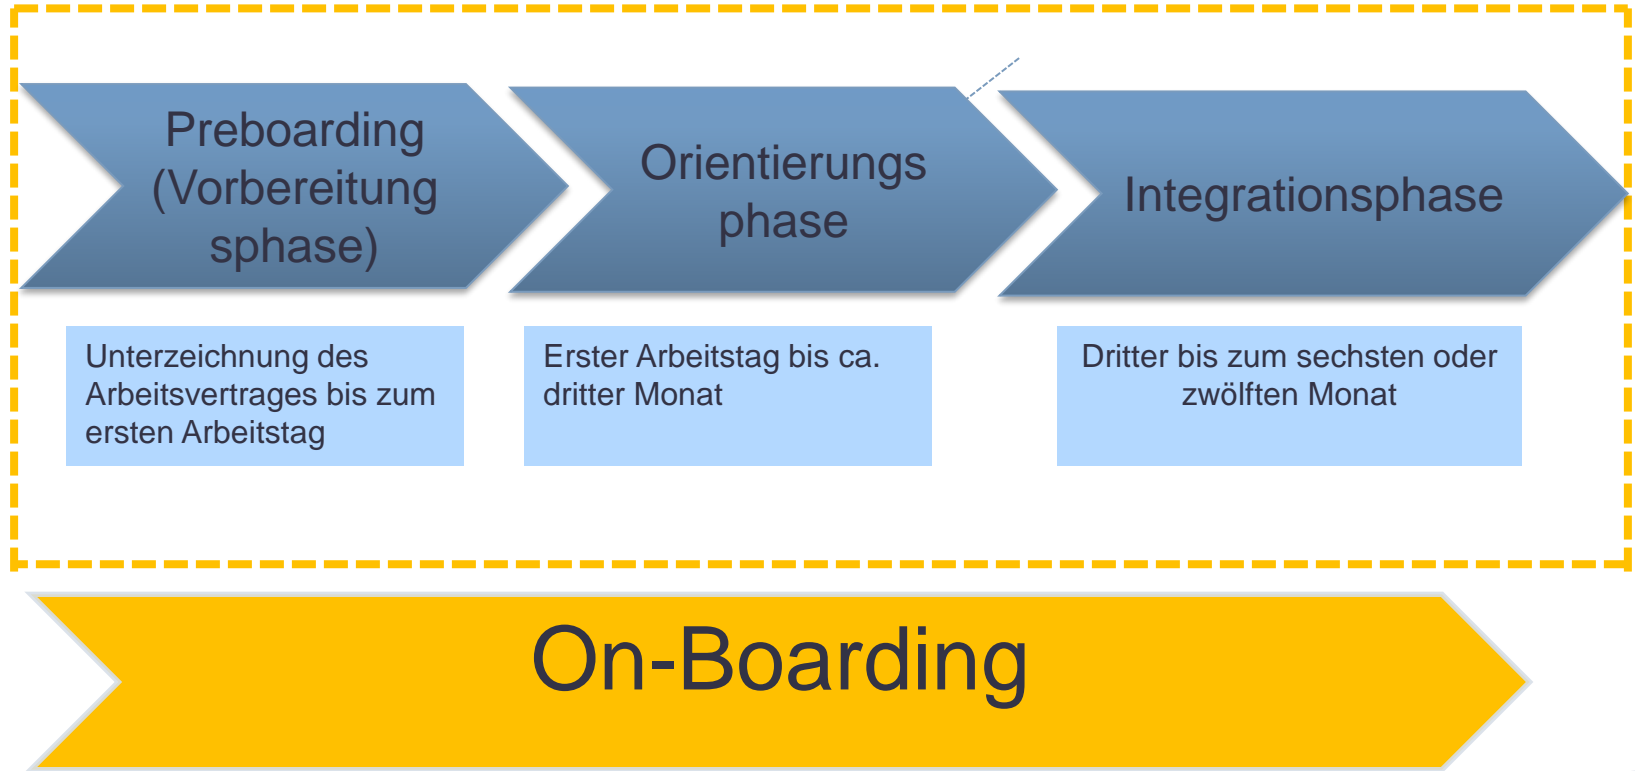 Preboarding
(Vorbereitung
sphase)
Orientierungs
phase
Integrationsphase
Unterzeichnung des
Arbeitsvertrages bis zum
ersten Arbeitstag
Erster Arbeitstag bis ca.
dritter Monat
Dritter bis zum sechsten oder
zwölften Monat
On-Boarding